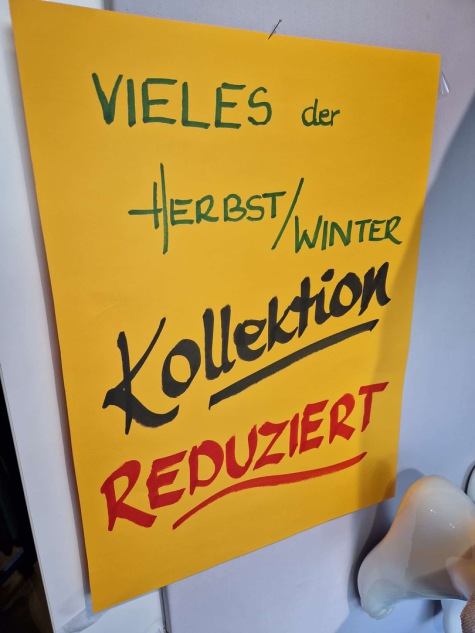 VIELES der
HERBST/WINTER
Kollektion
REDUZIERT